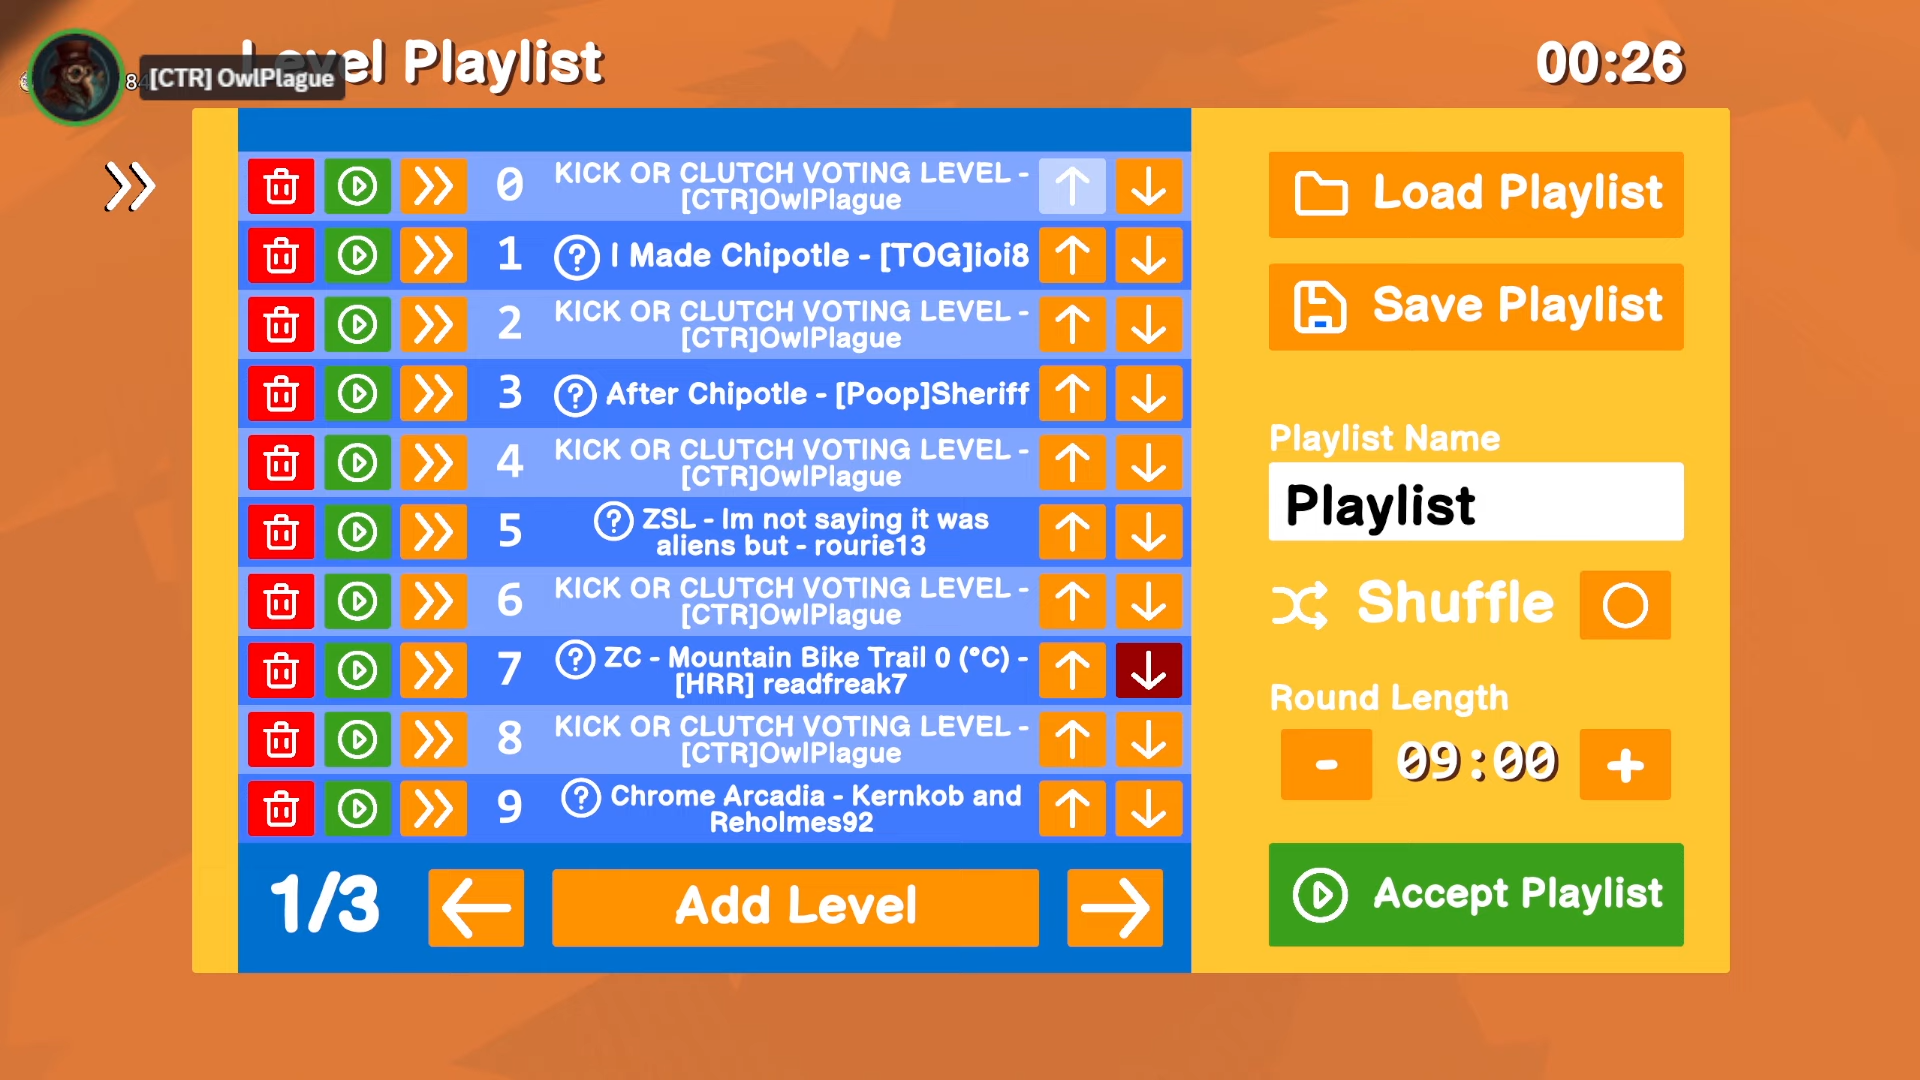 Level Playlist
[CTR] OwlPlague
00:26
0
KICK OR CLUTCH VOTING LEVEL -
[CTR]OwlPlague
1
I Made Chipotle - [TOG]ioi8
2
KICK OR CLUTCH VOTING LEVEL -
[CTR]OwlPlague
3
After Chipotle - [Poop]Sheriff
4
KICK OR CLUTCH VOTING LEVEL -
[CTR]OwlPlague
5
ZSL - Im not saying it was
aliens but - rourie13
6
KICK OR CLUTCH VOTING LEVEL -
[CTR]OwlPlague
7
ZC - Mountain Bike Trail 0 (°C) -
[HRR] readfreak7
8
KICK OR CLUTCH VOTING LEVEL -
[CTR]OwlPlague
9
Chrome Arcadia - Kernkob and
Reholmes92
1/3
Add Level
Load Playlist
Save Playlist
Playlist Name
Playlist
Shuffle
Round Length
- 09:00 +
Accept Playlist